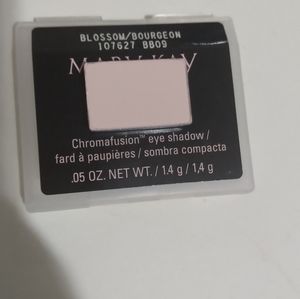 BLOSSOM/BOURGEON
107627 BB09
MARY KAY
Chromafusion™ eye shadow /
fard à paupières / sombra compacta
.05 OZ. NET WT. / 1.4 g / 1,4 g